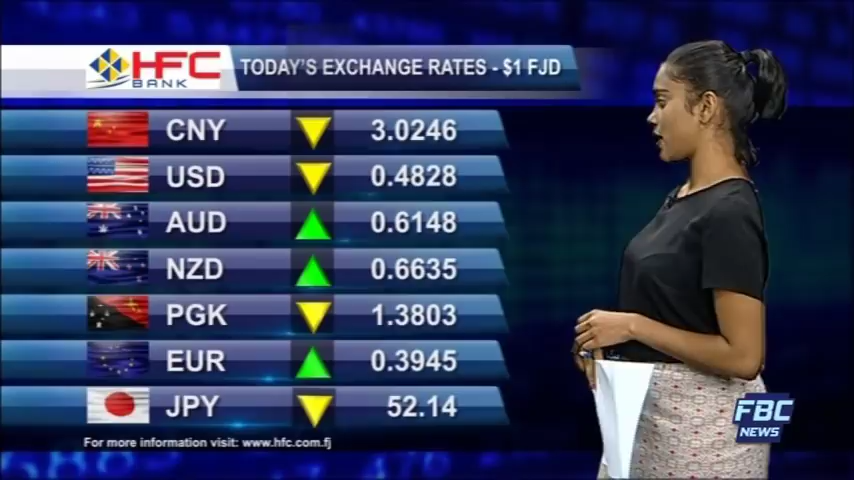 HFC
BANK
TODAY'S EXCHANGE RATES - $1 FJD
CNY 3.0246
USD 0.4828
AUD 0.6148
NZD 0.6635
PGK 1.3803
EUR 0.3945
JPY 52.14
For more information visit: www.hfc.com.fj
FBC
NEWS